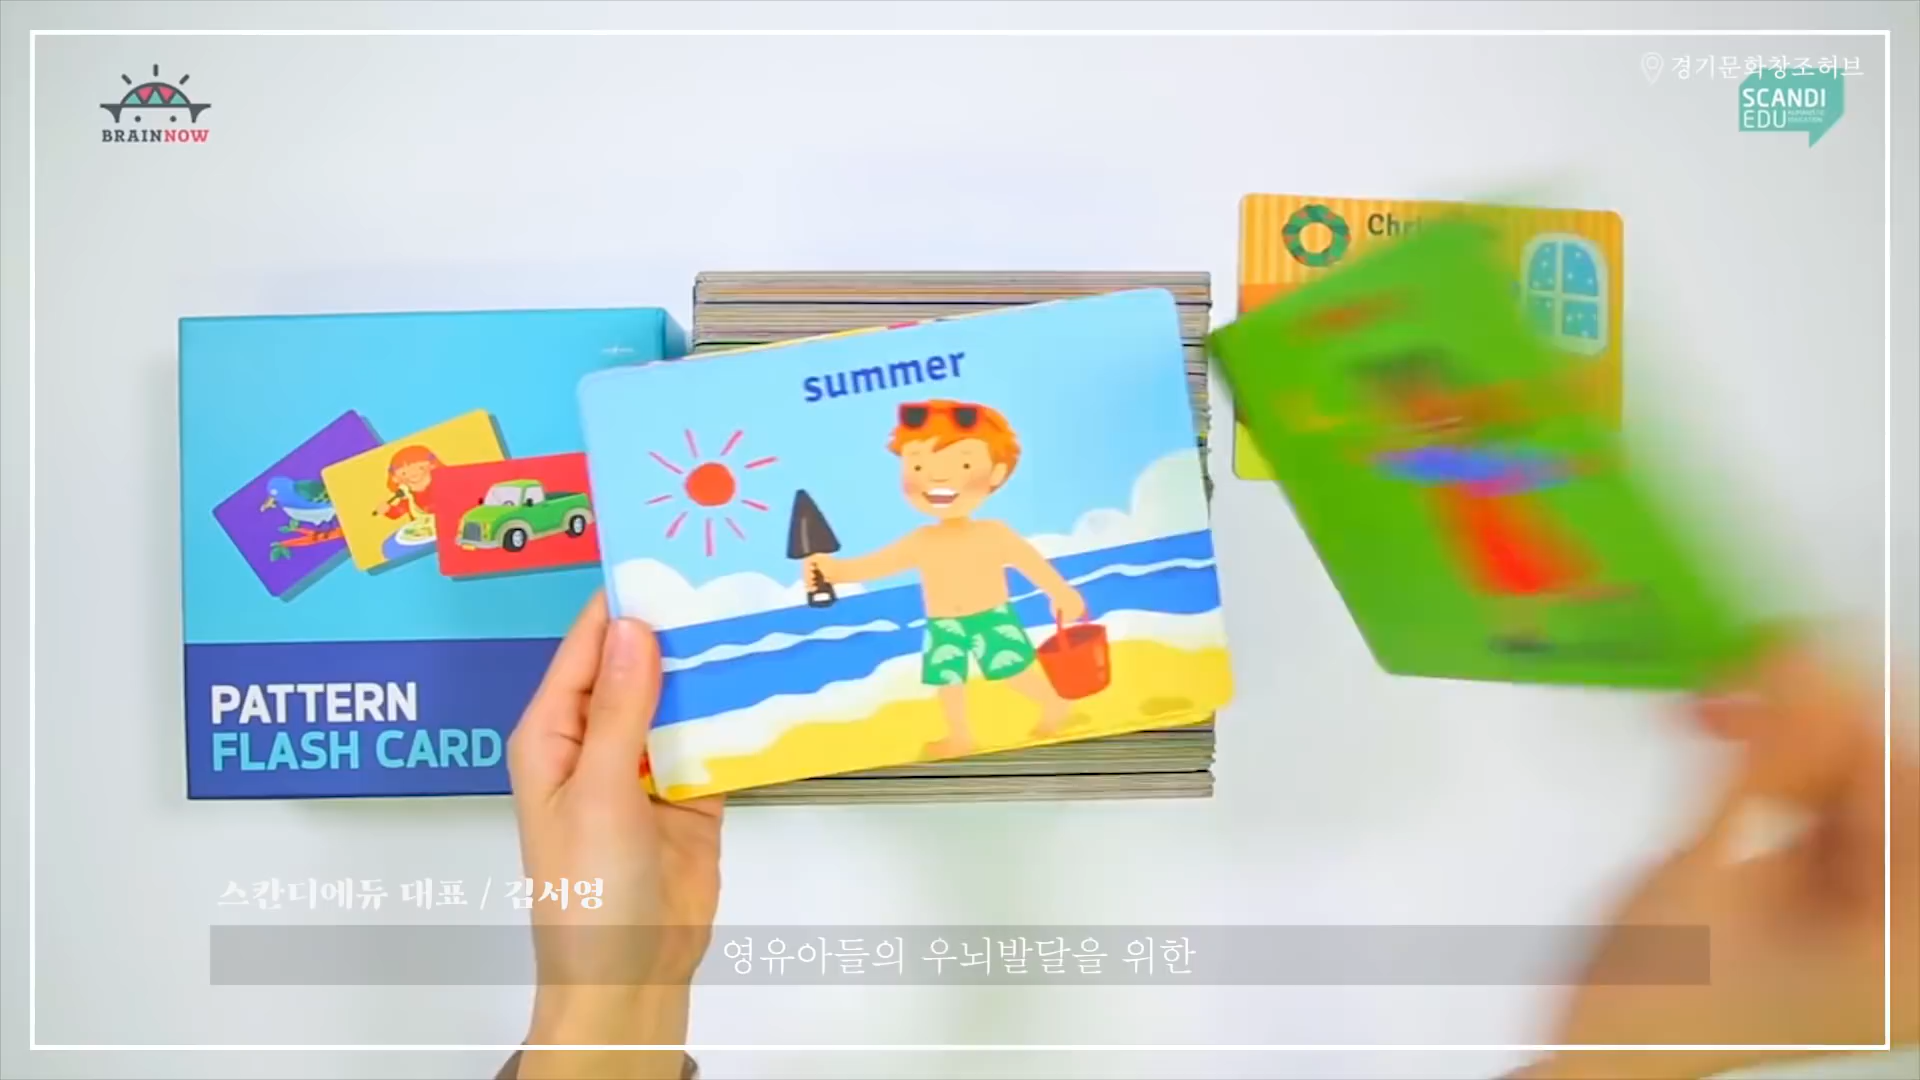 BRAINNOW
경기문화창조허브
SCANDI
EDU
summer
PATTERN
FLASH CARD
스칸디에듀 대표 / 김서영
영유아들의 우뇌발달을 위한